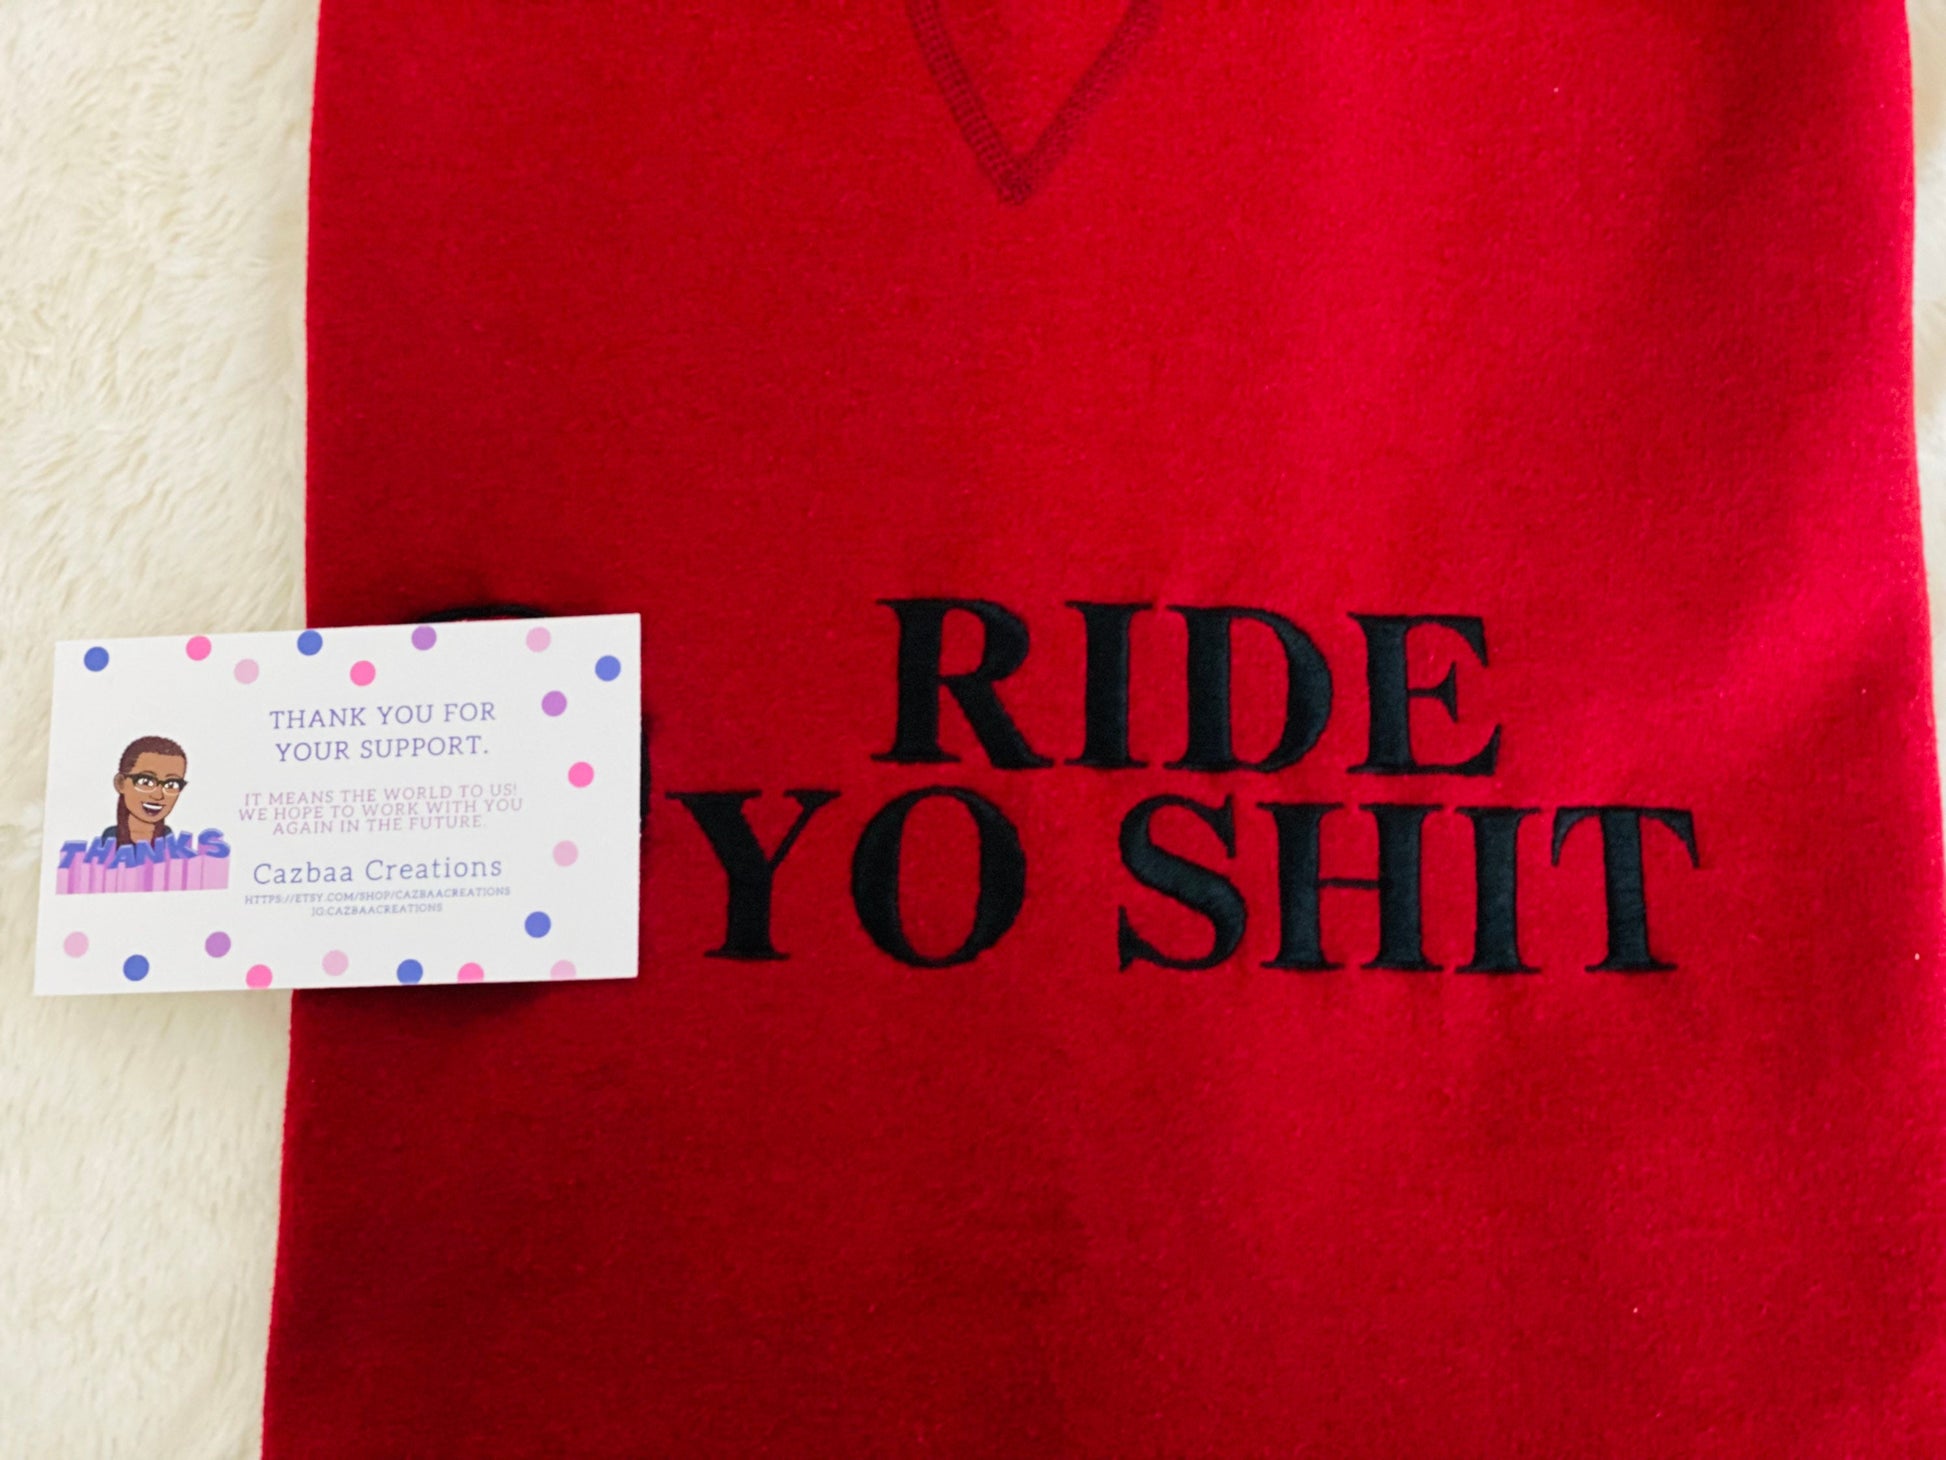 RIDE
YO SHIT
THANK YOU FOR
YOUR SUPPORT.
IT MEANS THE WORLD TO US!
WE HOPE TO WORK WITH YOU
AGAIN IN THE FUTURE.
THANKS
Cazbaa Creations
HTTPS://ETSY.COM/SHOP/CAZBAACREATIONS
IG:CAZBAACREATIONS